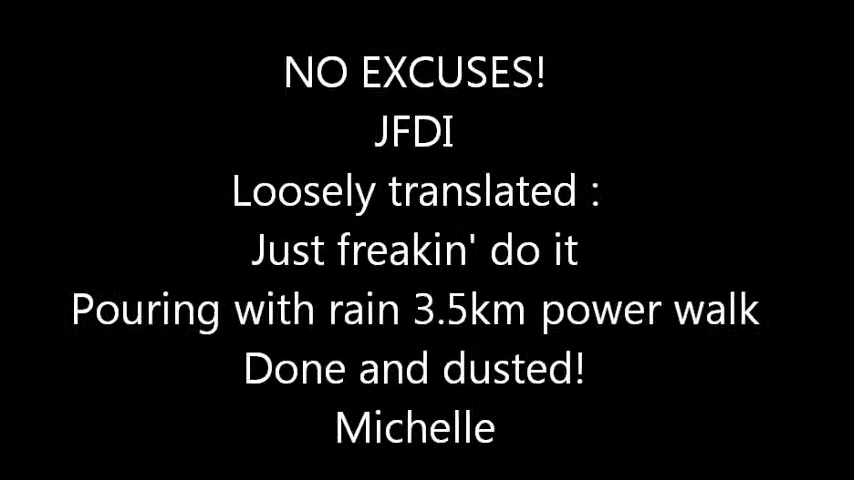 NO EXCUSES!
JFDI
Loosely translated :
Just freakin' do it
Pouring with rain 3.5km power walk
Done and dusted!
Michelle